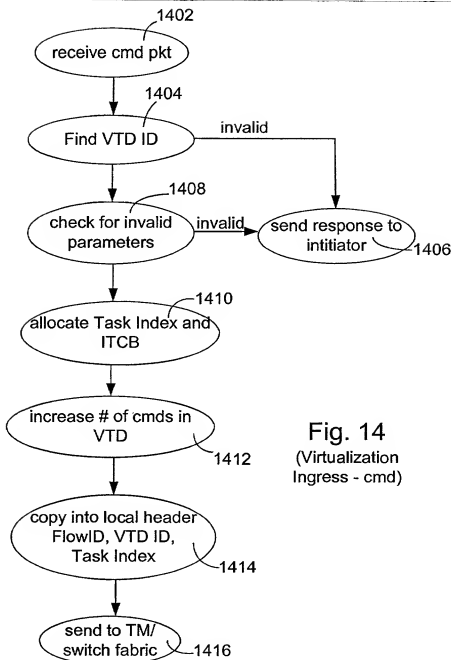 1402
receive cmd pkt
1404
Find VTD ID
invalid
1408
check for invalid
parameters
invalid
send response to
intitiator
1406
1410
allocate Task Index and
ITCB
increase # of cmds in
VTD
1412
Fig. 14
(Virtualization
Ingress - cmd)
copy into local header
FlowID, VTD ID,
Task Index
1414
send to TM/
switch fabric
1416